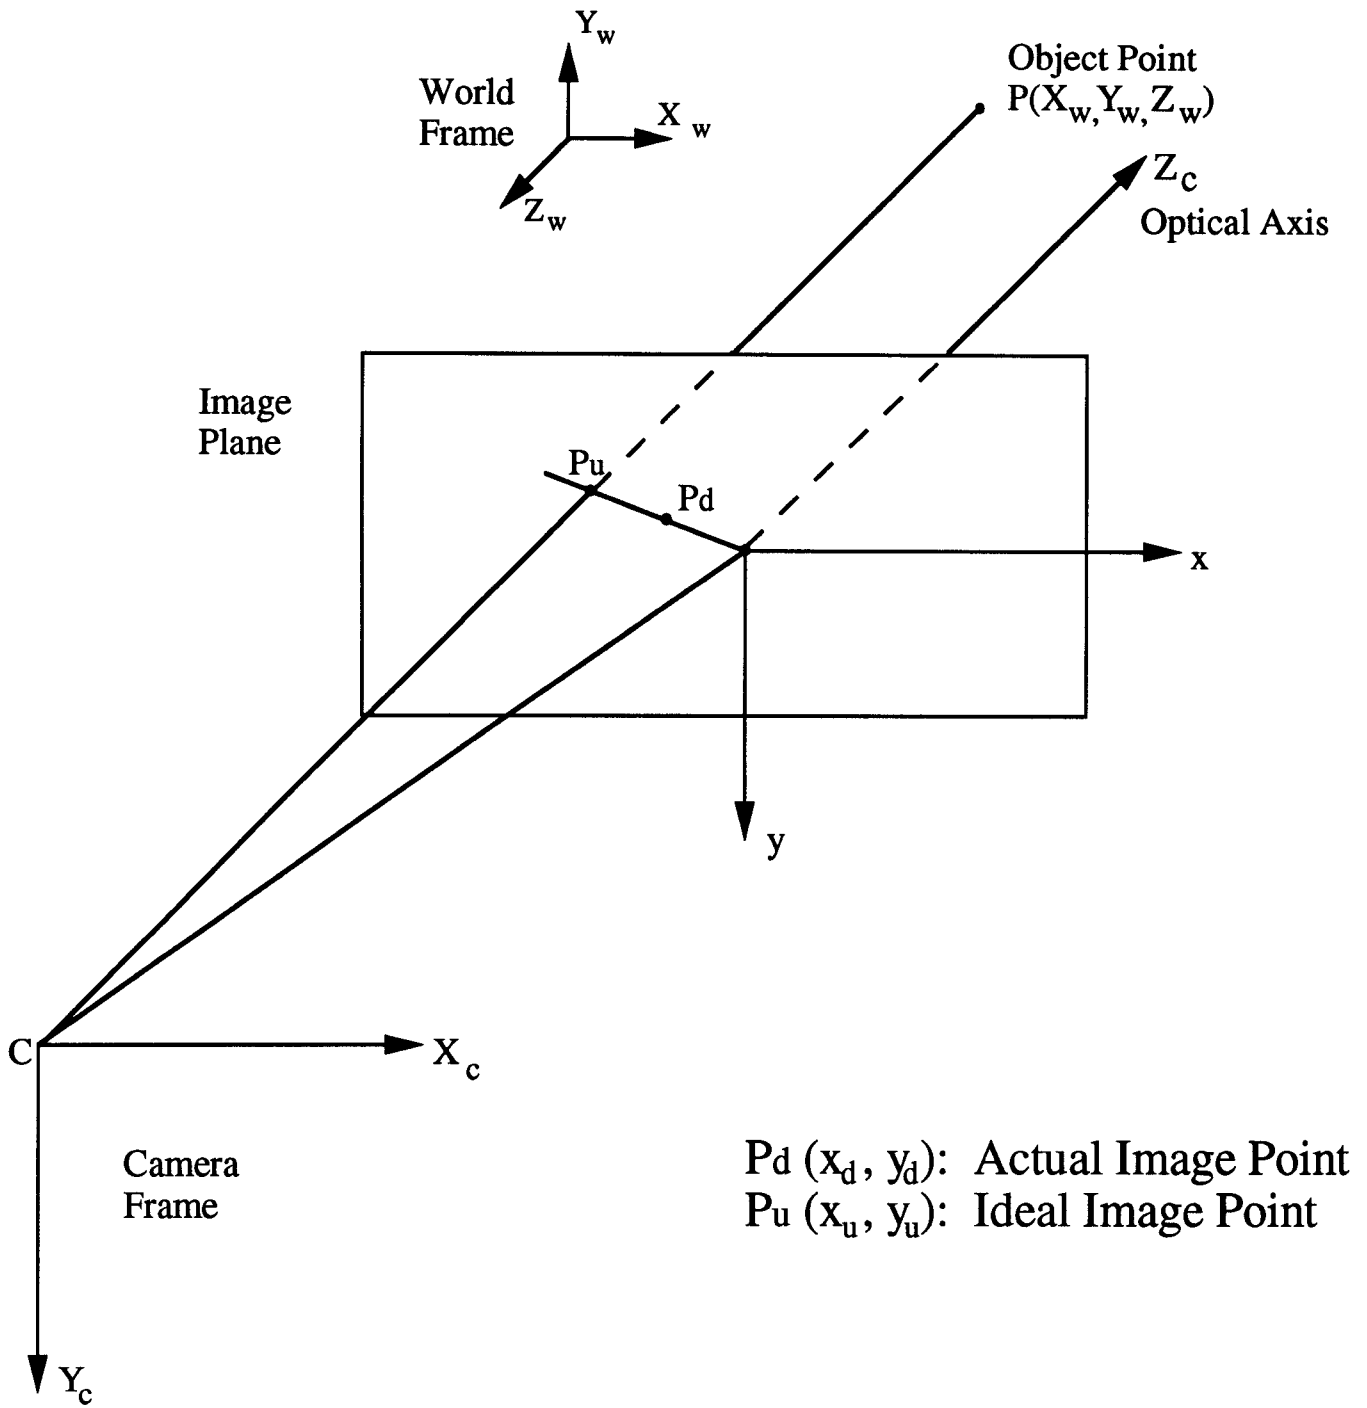 Yw
World
Frame
X w
Zw
Object Point
P(Xw,Yw,Zw)
Zc
Optical Axis
Image
Plane
Pu
Pd
x
y
C
Xc
Camera
Frame
Yc
Pd (xd, yd): Actual Image Point
Pu (xu, yu): Ideal Image Point